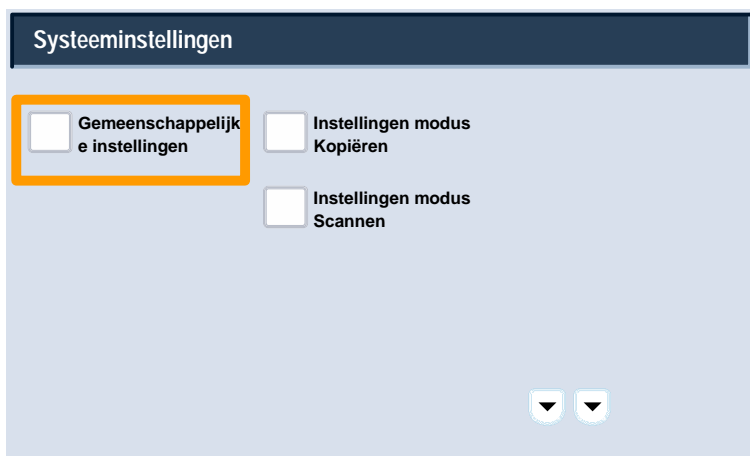 Systeeminstellingen
Gemeenschappelijk
e instellingen
Instellingen modus
Kopiëren
Instellingen modus
Scannen